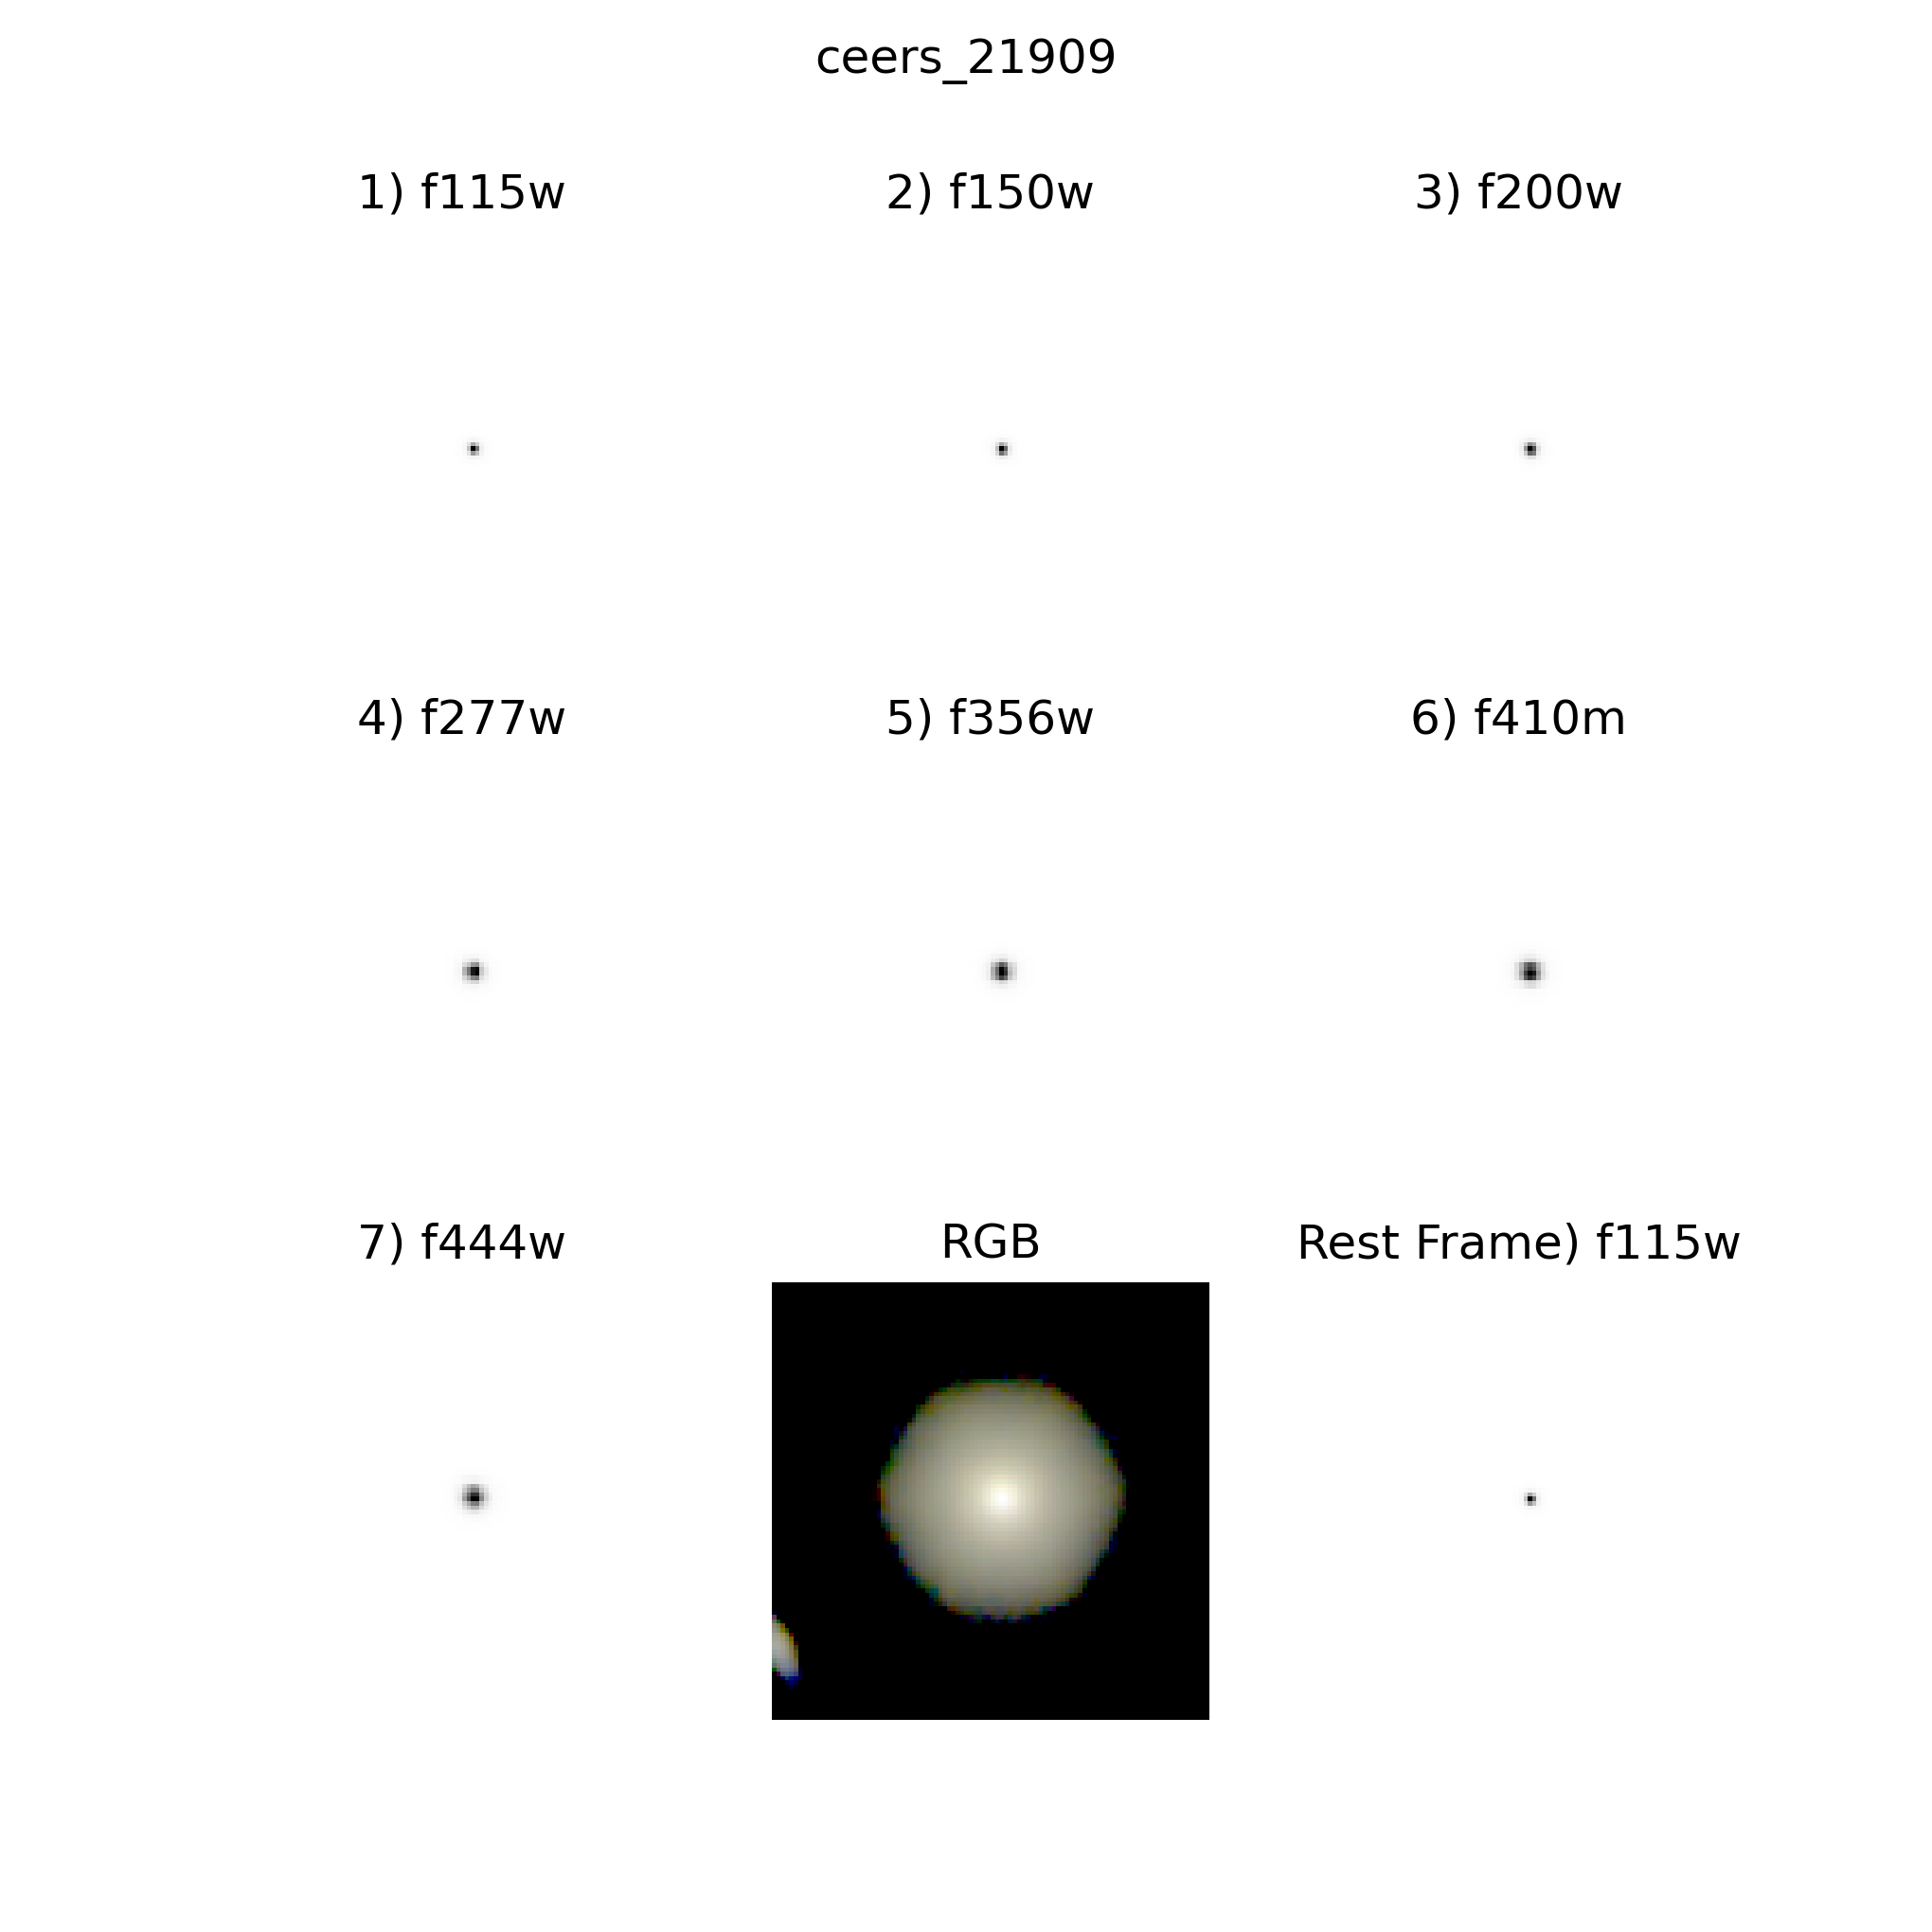 ceers_21909
1) f115w
2) f150w
3) f200w
4) f277w
5) f356w
6) f410m
7) f444w
RGB
Rest Frame) f115w